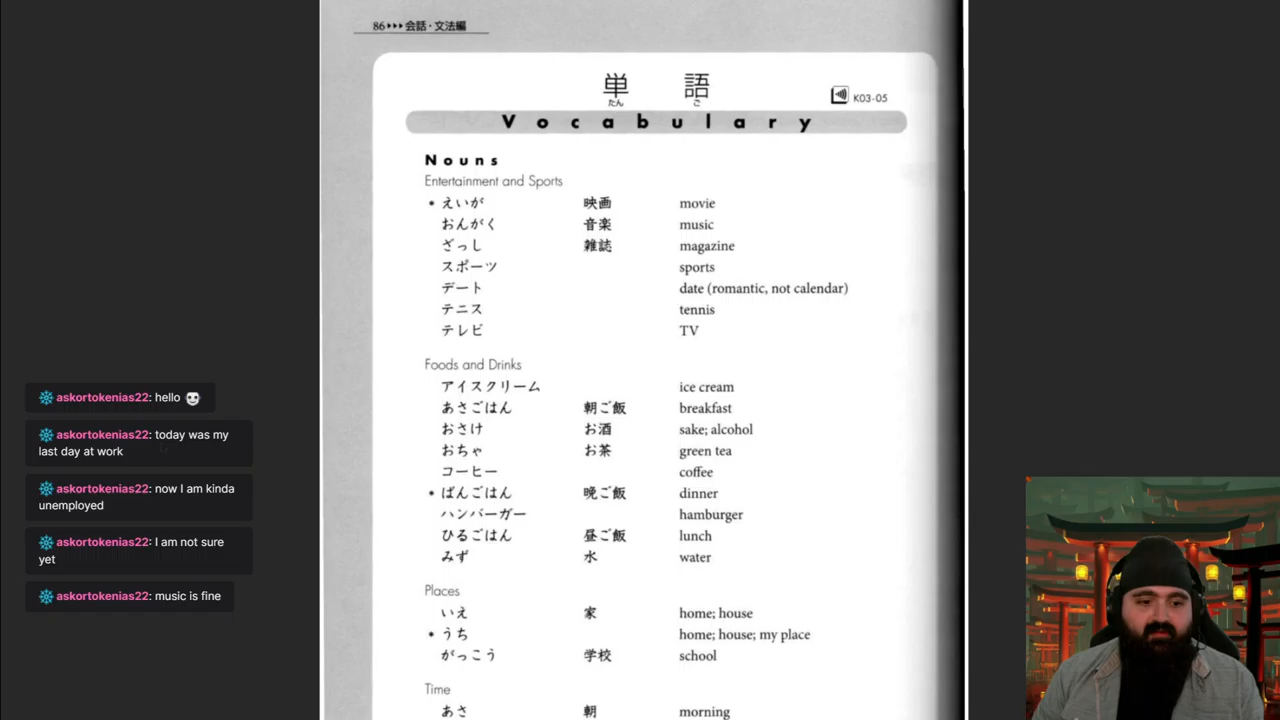 askortokenias22: hello
askortokenias22: today was my
last day at work
askortokenias22: now I am kinda
unemployed
askortokenias22: I am not sure
yet
askortokenias22: music is fine
86▸▸▸会話・文法編
単 語
たん ご
K03-05
Vocabulary
Nouns
Entertainment and Sports
* えいが 映画 movie
おんがく 音楽 music
ざっし 雑誌 magazine
スポーツ sports
デート date (romantic, not calendar)
テニス tennis
テレビ TV
Foods and Drinks
アイスクリーム ice cream
あさごはん 朝ご飯 breakfast
おさけ お酒 sake; alcohol
おちゃ お茶 green tea
コーヒー coffee
* ばんごはん 晩ご飯 dinner
ハンバーガー hamburger
ひるごはん 昼ご飯 lunch
みず 水 water
Places
いえ 家 home; house
* うち home; house; my place
がっこう 学校 school
Time
あさ 朝 morning